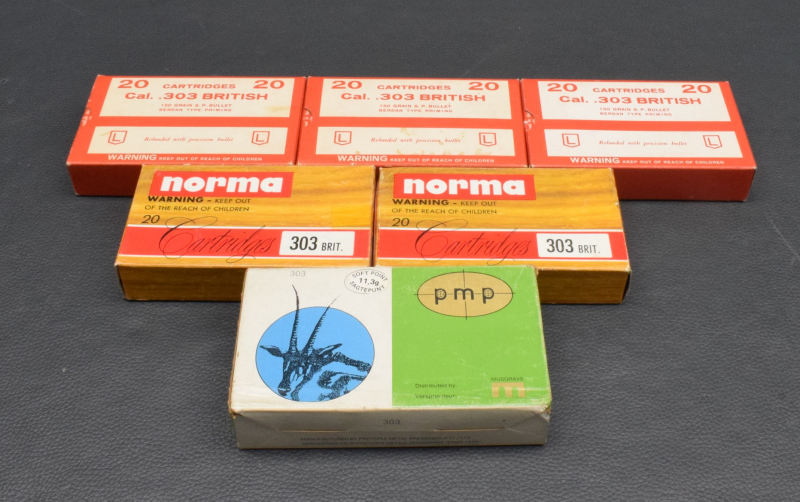 20 CARTRIDGES 20
Cal. .303 BRITISH
150 GRAIN S.P. BULLET
BERDAN TYPE PRIMING
L Reloaded with precision bullet L
WARNING KEEP OUT OF REACH OF CHILDREN
20 CARTRIDGES 20
Cal. .303 BRITISH
150 GRAIN S.P. BULLET
BERDAN TYPE PRIMING
L Reloaded with precision bullet L
WARNING KEEP OUT OF REACH OF CHILDREN
20 CARTRIDGES 20
Cal. .303 BRITISH
150 GRAIN S.P. BULLET
BERDAN TYPE PRIMING
L Reloaded with precision bullet L
WARNING KEEP OUT OF REACH OF CHILDREN
norma
WARNING - KEEP OUT
OF THE REACH OF CHILDREN
20
Cartridges 303 BRIT.
norma
WARNING - KEEP OUT
OF THE REACH OF CHILDREN
20
Cartridges 303 BRIT.
303
SOFT POINT
11,3g
JAGTEPUNT
pmp
Distributed by:
Versprei deur:
MUSGRAVE
m
303